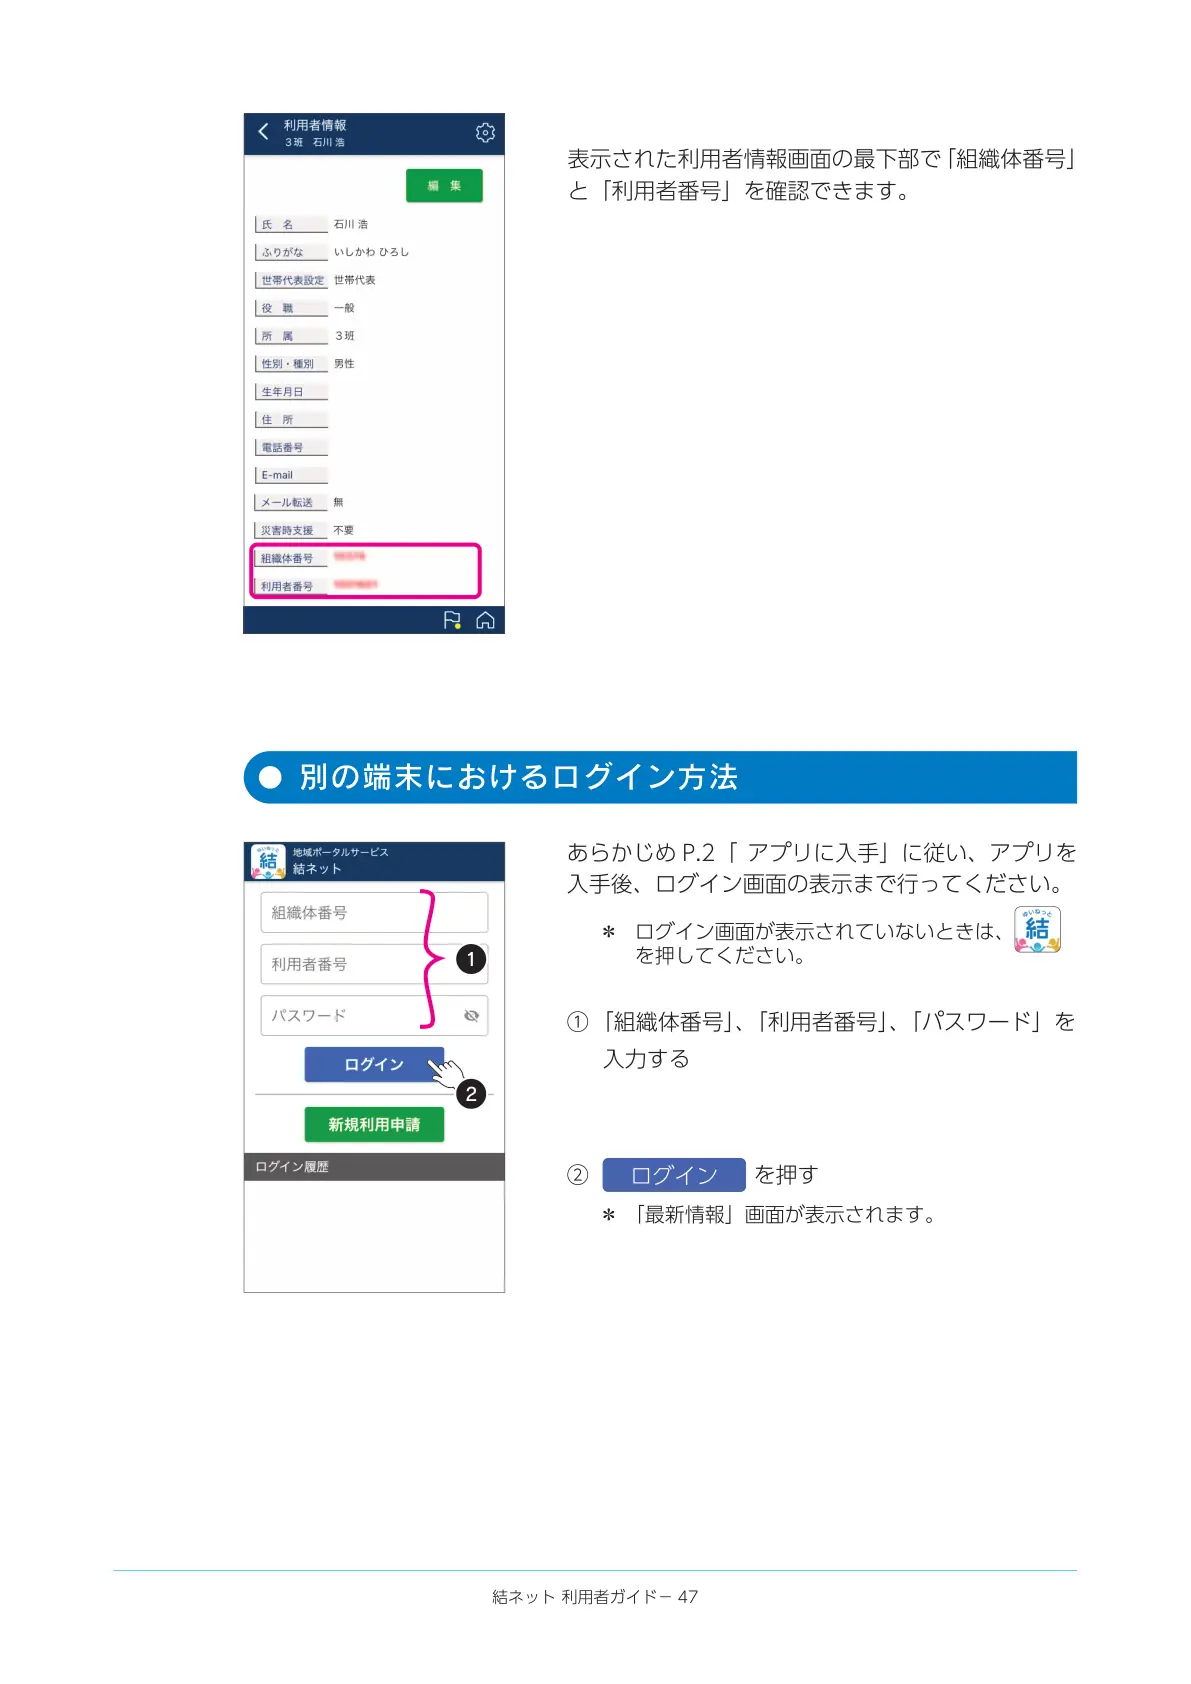 利用者情報
3班 石川 浩
編 集
氏 名 石川 浩
ふりがな いしかわ ひろし
世帯代表設定 世帯代表
役 職 一般
所 属 3班
性別・種別 男性
生年月日
住 所
電話番号
E-mail
メール転送 無
災害時支援 不要
組織体番号
利用者番号
表示された利用者情報画面の最下部で「組織体番号」
と「利用者番号」を確認できます。
● 別の端末におけるログイン方法
ゆいねっと
結
地域ポータルサービス
結ネット
組織体番号
利用者番号
パスワード
❶
ログイン
❷
新規利用申請
ログイン履歴
あらかじめ P.2「 アプリに入手」に従い、アプリを
入手後、ログイン画面の表示まで行ってください。
＊ ログイン画面が表示されていないときは、
ゆいねっと
結
を押してください。
①「組織体番号」、「利用者番号」、「パスワード」を
入力する
② ログイン を押す
＊ 「最新情報」画面が表示されます。
結ネット 利用者ガイド− 47